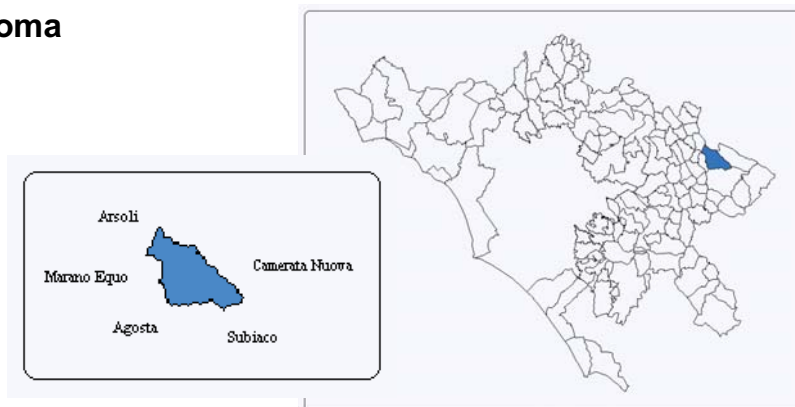 oma
Arsoli
Camerata Nuova
Marano Equo
Agosta
Subiaco